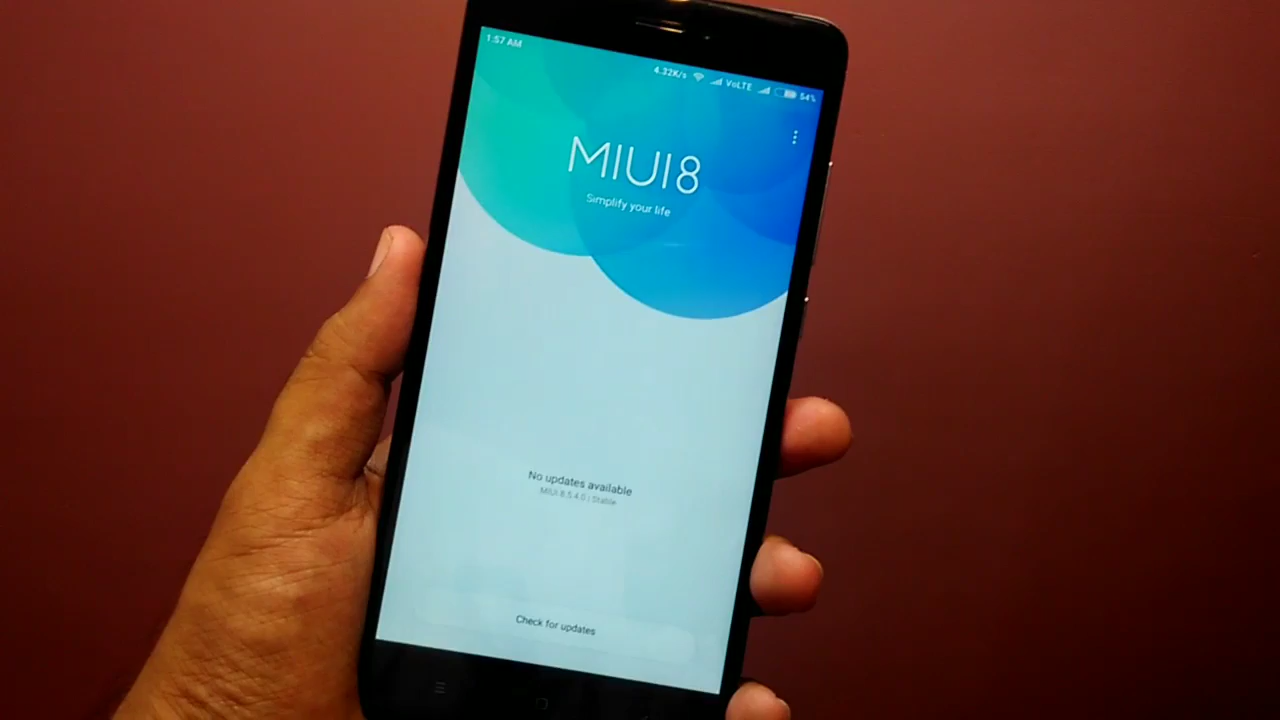 1:57 AM
4.32K/s VoLTE 54%
MIUI8
Simplify your life
No updates available
MIUI 8.5.4.0 | Stable
Check for updates